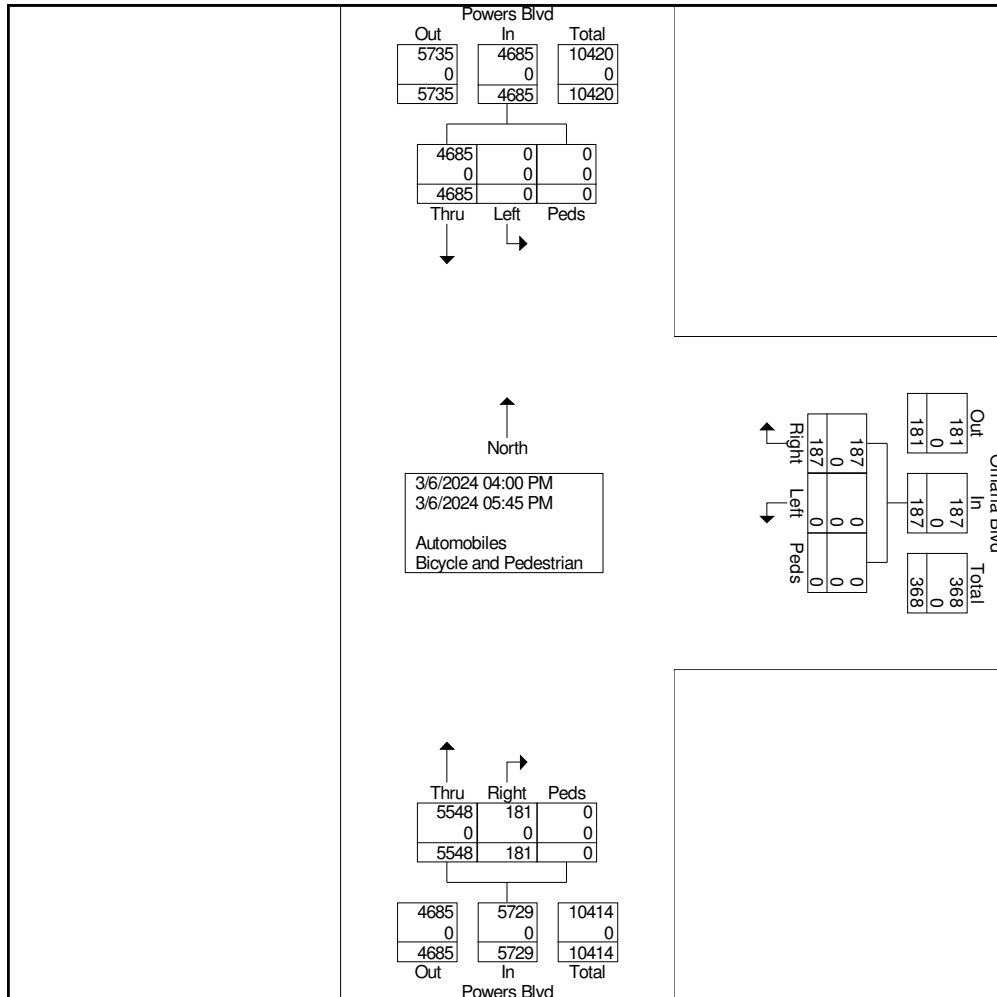 Powers Blvd
Out In Total
5735 4685 10420
0 0 0
5735 4685 10420
4685 0 0
0 0 0
4685 0 0
Thru Left Peds
North
3/6/2024 04:00 PM
3/6/2024 05:45 PM
Automobiles
Bicycle and Pedestrian
Omaha Blvd
Out In Total
181 187 368
0 0 0
181 187 368
187 0 0
0 0 0
187 0 0
Right Left Peds
Thru Right Peds
5548 181 0
0 0 0
5548 181 0
4685 5729 10414
0 0 0
4685 5729 10414
Out In Total
Powers Blvd